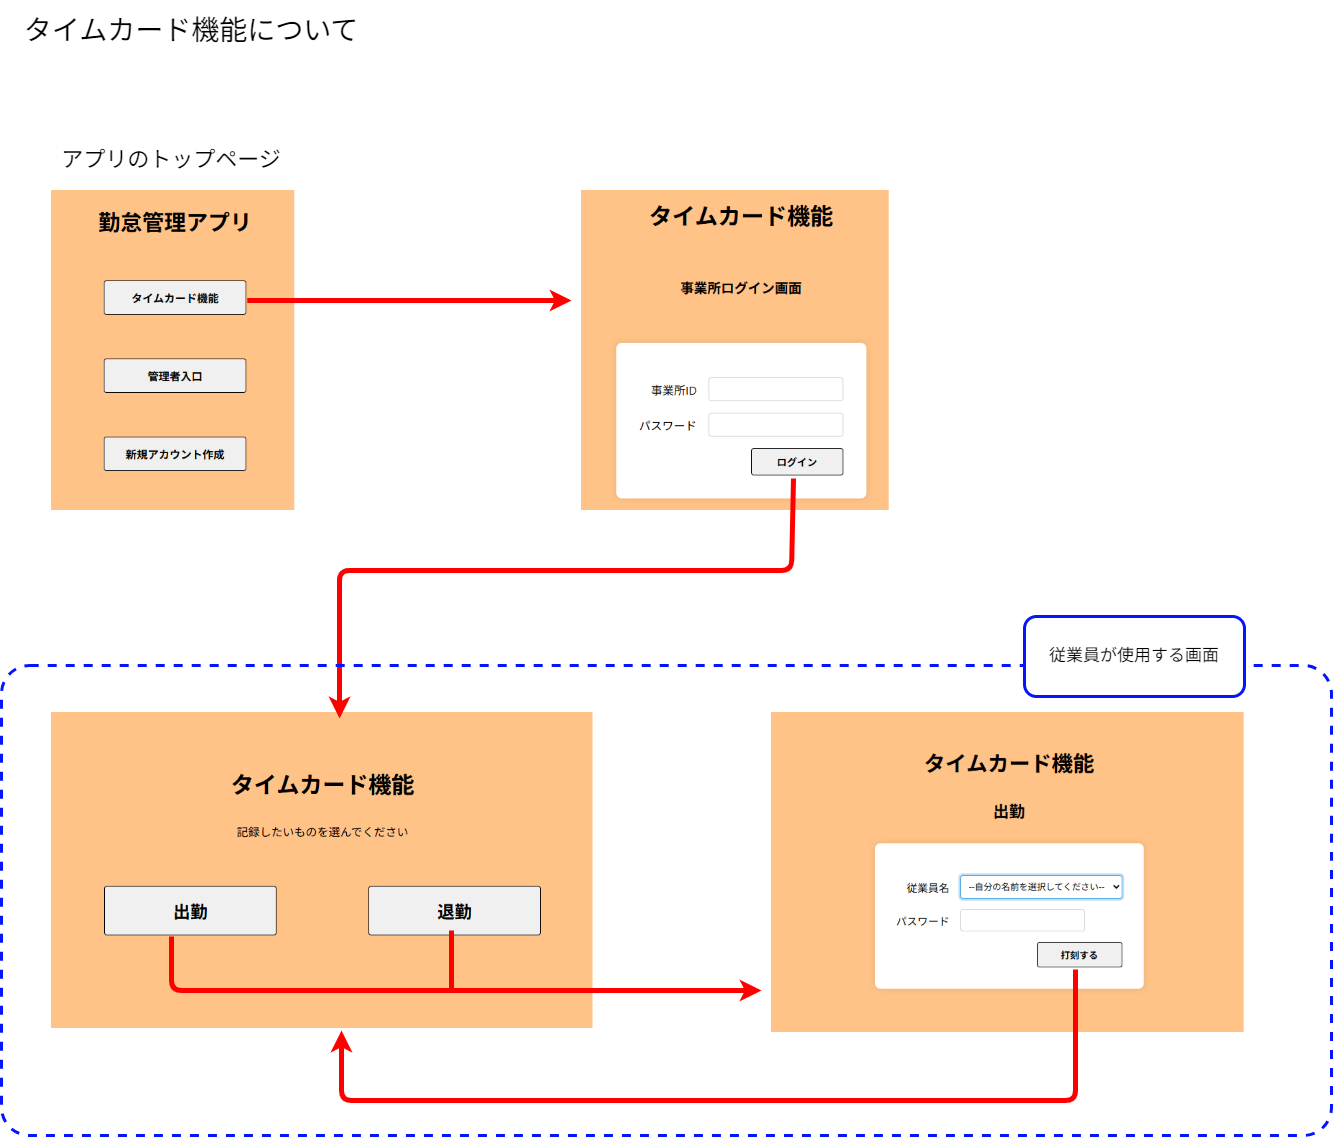 タイムカード機能について
アプリのトップページ
勤怠管理アプリ
タイムカード機能
管理者入口
新規アカウント作成
タイムカード機能
事業所ログイン画面
事業所ID
パスワード
ログイン
従業員が使用する画面
タイムカード機能
記録したいものを選んでください
出勤
退勤
タイムカード機能
出勤
従業員名
--自分の名前を選択してください--
パスワード
打刻する